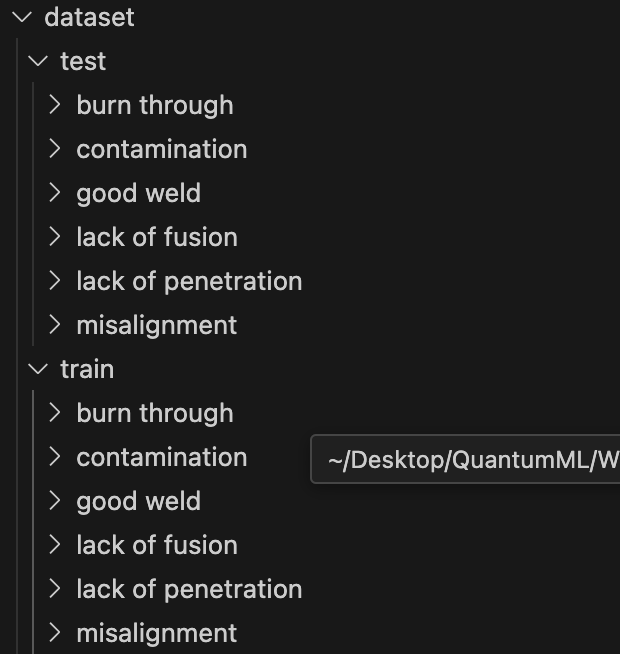 dataset
test
burn through
contamination
good weld
lack of fusion
lack of penetration
misalignment
train
burn through
contamination
~/Desktop/QuantumML/W
good weld
lack of fusion
lack of penetration
misalignment